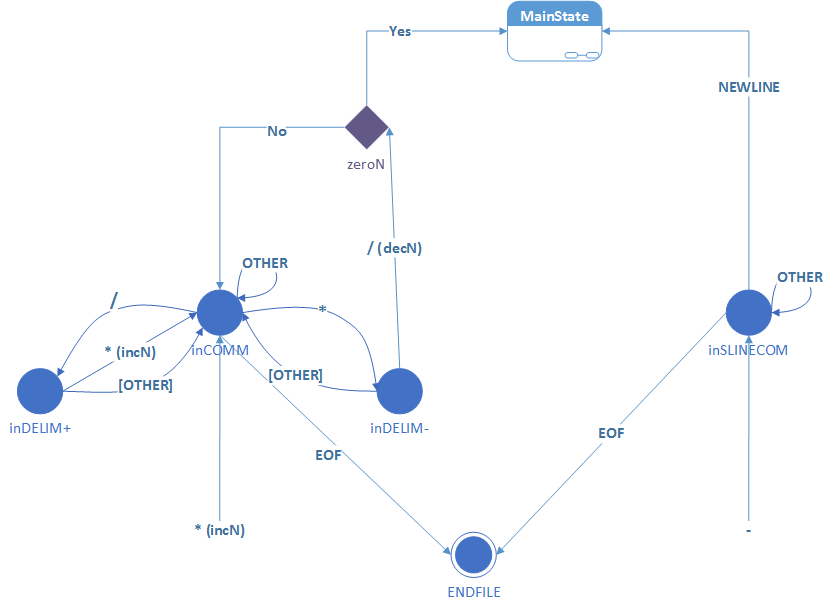 MainState
Yes
NEWLINE
No
zeroN
/ (decN)
OTHER
OTHER
/
*
* (incN)
inCOMM
inSLINECOM
[OTHER]
[OTHER]
inDELIM+
inDELIM-
EOF
EOF
* (incN)
-
ENDFILE